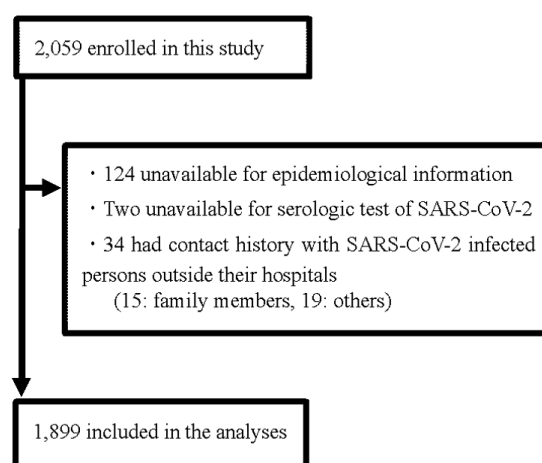 2,059 enrolled in this study
・124 unavailable for epidemiological information
・Two unavailable for serologic test of SARS-CoV-2
・34 had contact history with SARS-CoV-2 infected
persons outside their hospitals
(15: family members, 19: others)
1,899 included in the analyses